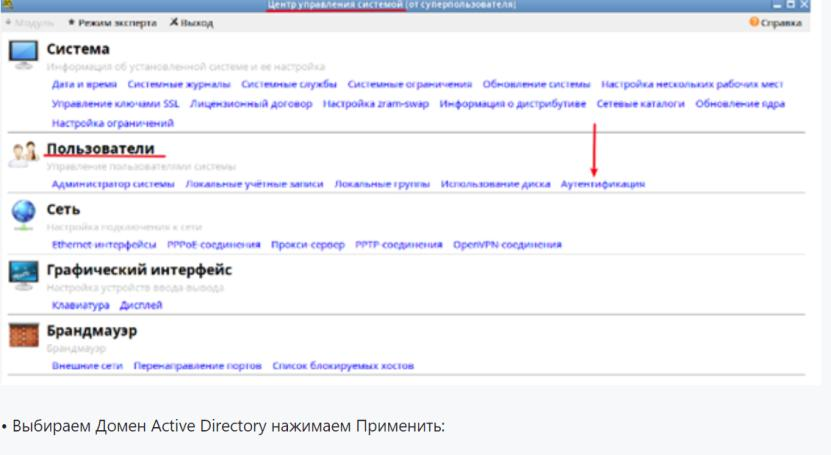 Центр управления системой (от суперпользователя)
Модуль Режим эксперта Выход Справка
Система
Информация об установленной системе и ее настройка
Дата и время Системные журналы Системные службы Системные ограничения Обновление системы Настройка нескольких рабочих мест
Управление ключами SSL Лицензионный договор Настройка zram-swap Информация о дистрибутиве Сетевые каталоги Обновление ядра
Настройка ограничений
Пользователи
Управление пользователями системы
Администратор системы Локальные учётные записи Локальные группы Использование диска Аутентификация
Сеть
Настройка подключения к сети
Ethernet-интерфейсы PPPoE-соединения Прокси-сервер PPTP-соединения OpenVPN-соединения
Графический интерфейс
Настройка устройств ввода-вывода
Клавиатура Дисплей
Брандмауэр
Брандмауэр
Внешние сети Перенаправление портов Список блокируемых хостов
• Выбираем Домен Active Directory нажимаем Применить: